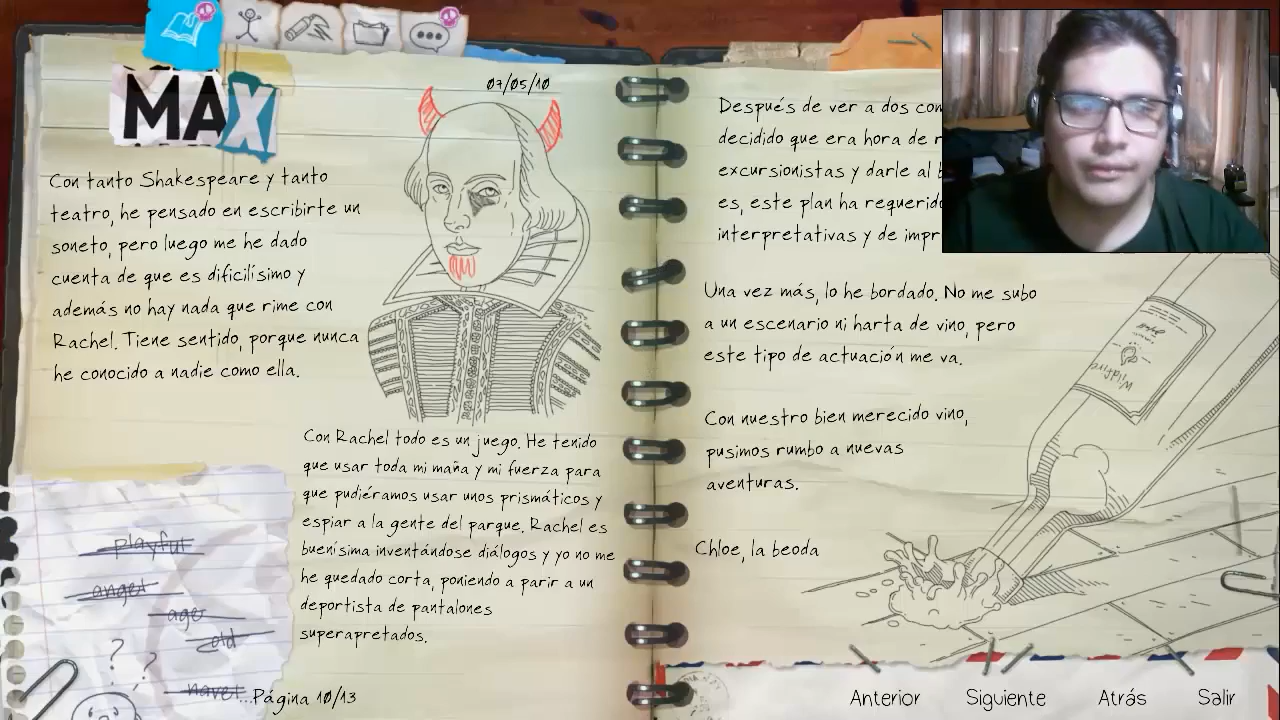 MAX
07/05/10
Con tanto Shakespeare y tanto
teatro, he pensado en escribirte un
soneto, pero luego me he dado
cuenta de que es dificilísimo y
además no hay nada que rime con
Rachel. Tiene sentido, porque nunca
he conocido a nadie como ella.
Con Rachel todo es un juego. He tenido
que usar toda mi maña y mi fuerza para
que pudiéramos usar unos prismáticos y
espiar a la gente del parque. Rachel es
buenísima inventándose diálogos y yo no me
he quedado corta, poniendo a parir a un
deportista de pantalones
superapretados.
playful
angel
age
old
navel
? ?
...Página 10/13
Después de ver a dos
decidido que era hora de
excursionistas y darle al
es, este plan ha requerido
interpretativas y de
Una vez más, lo he bordado. No me subo
a un escenario ni harta de vino, pero
este tipo de actuación me va.
Con nuestro bien merecido vino,
pusimos rumbo a nuevas
aventuras.
Chloe, la beoda
Anterior Siguiente Atrás Salir